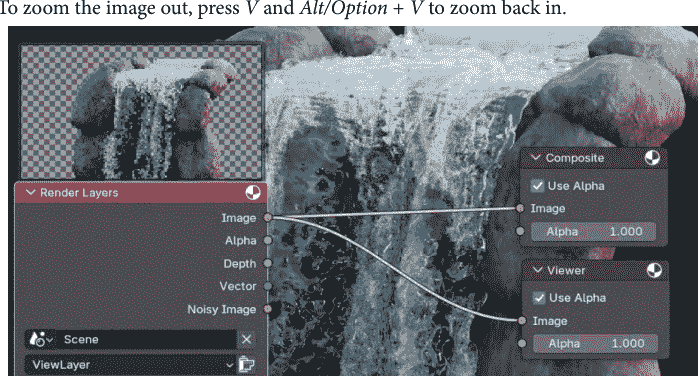 To zoom the image out, press V and Alt/Option + V to zoom back in.
Render Layers
Image
Alpha
Depth
Vector
Noisy Image
Scene
ViewLayer
Composite
Use Alpha
Image
Alpha 1.000
Viewer
Use Alpha
Image
Alpha 1.000